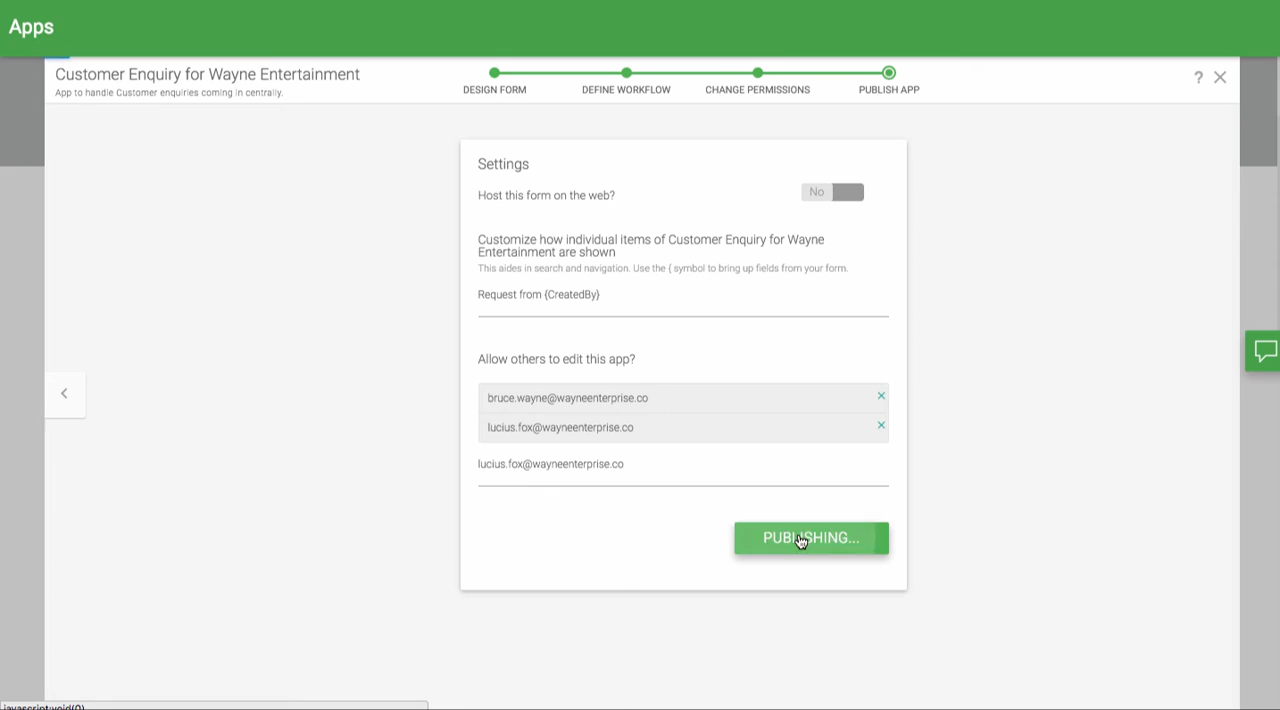 Apps
Customer Enquiry for Wayne Entertainment
App to handle Customer enquiries coming in centrally.
DESIGN FORM
DEFINE WORKFLOW
CHANGE PERMISSIONS
PUBLISH APP
?
Settings
Host this form on the web?
No
Customize how individual items of Customer Enquiry for Wayne
Entertainment are shown
This aides in search and navigation. Use the { symbol to bring up fields from your form.
Request from {CreatedBy}
Allow others to edit this app?
bruce.wayne@wayneenterprise.co
lucius.fox@wayneenterprise.co
lucius.fox@wayneenterprise.co
PUBLISHING...
javascript:void(0)